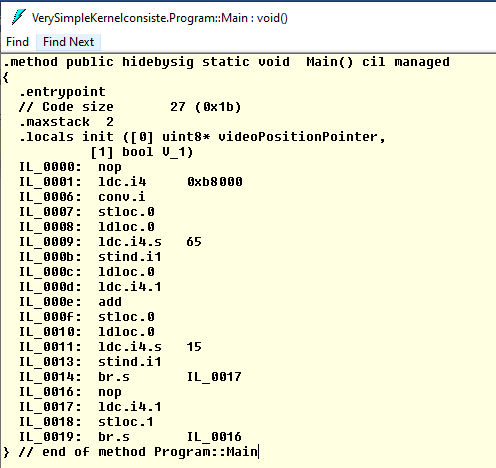 VerySimpleKernelconsiste.Program::Main : void()
Find Find Next
.method public hidebysig static void  Main() cil managed
{
  .entrypoint
  // Code size       27 (0x1b)
  .maxstack  2
  .locals init ([0] uint8* videoPositionPointer,
           [1] bool V_1)
  IL_0000:  nop
  IL_0001:  ldc.i4     0xb8000
  IL_0006:  conv.i
  IL_0007:  stloc.0
  IL_0008:  ldloc.0
  IL_0009:  ldc.i4.s   65
  IL_000b:  stind.i1
  IL_000c:  ldloc.0
  IL_000d:  ldc.i4.1
  IL_000e:  add
  IL_000f:  stloc.0
  IL_0010:  ldloc.0
  IL_0011:  ldc.i4.s   15
  IL_0013:  stind.i1
  IL_0014:  br.s       IL_0017
  IL_0016:  nop
  IL_0017:  ldc.i4.1
  IL_0018:  stloc.1
  IL_0019:  br.s       IL_0016
} // end of method Program::Main